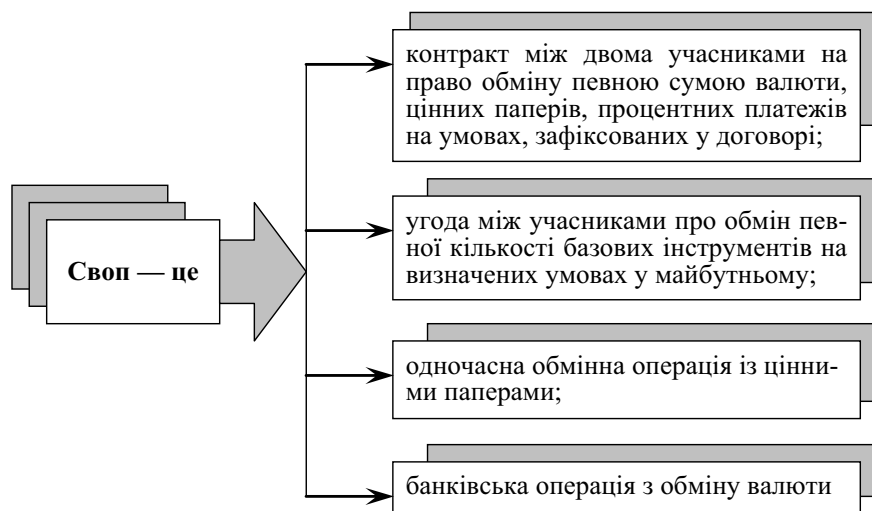 контракт між двома учасниками на
право обміну певною сумою валюти,
цінних паперів, процентних платежів
на умовах, зафіксованих у договорі;
Своп — це
угода між учасниками про обмін пев-
ної кількості базових інструментів на
визначених умовах у майбутньому;
одночасна обмінна операція із цінни-
ми паперами;
банківська операція з обміну валюти